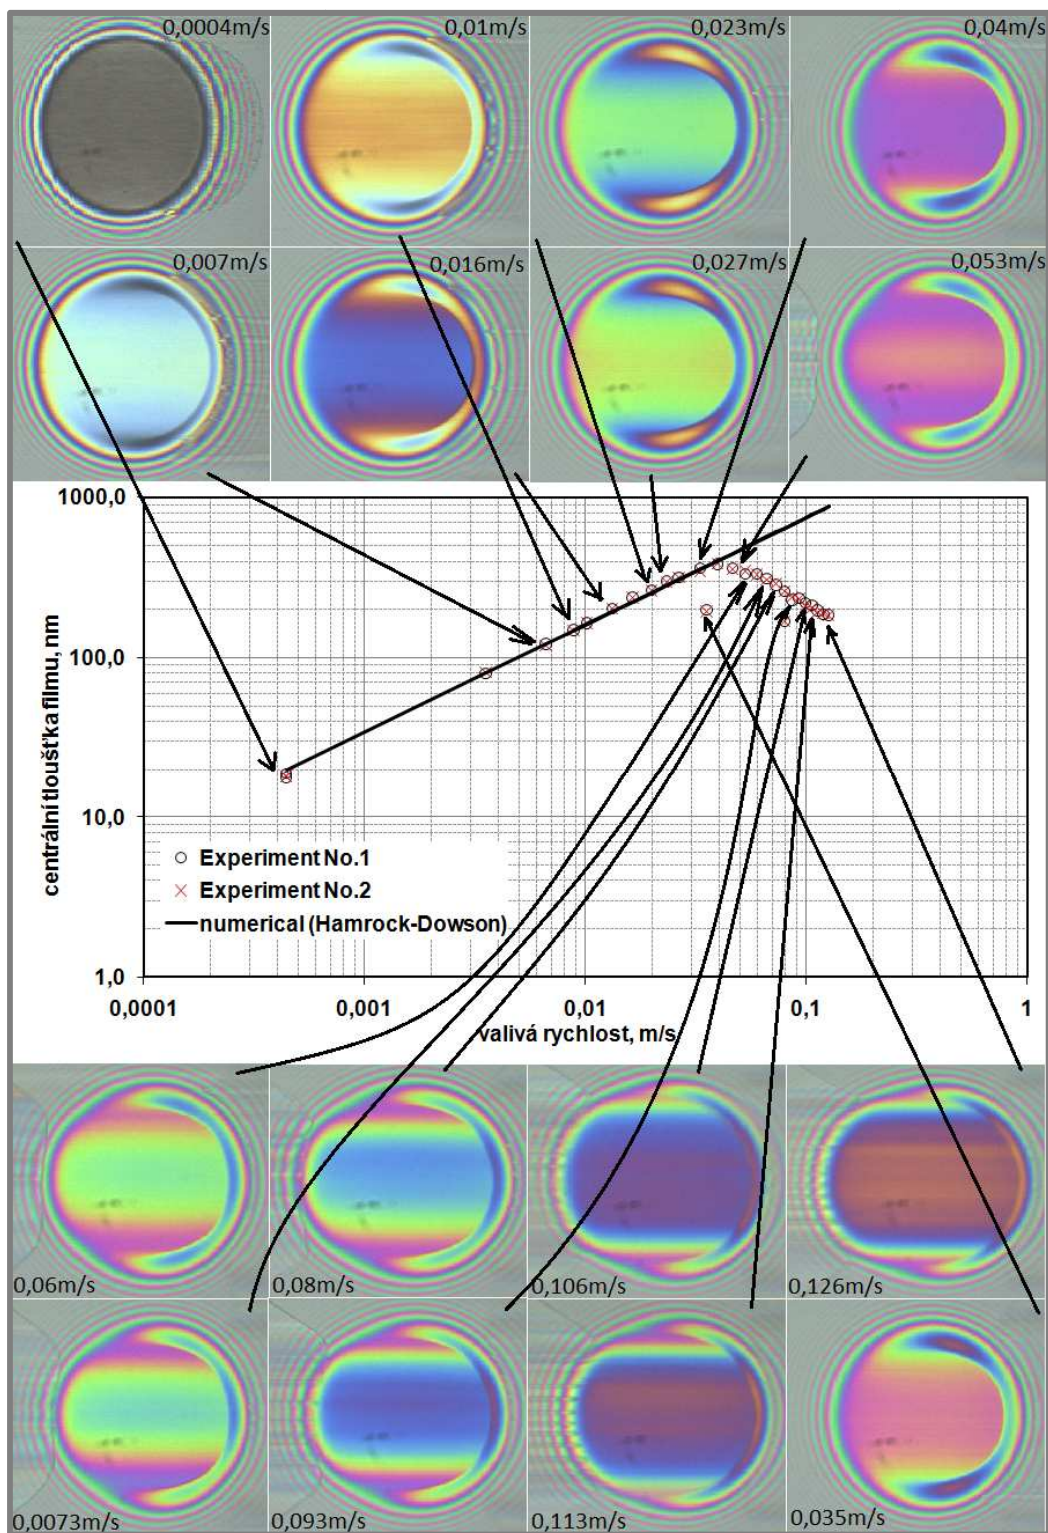 0,0004m/s
0,01m/s
0,023m/s
0,04m/s
0,007m/s
0,016m/s
0,027m/s
0,053m/s
1000,0
100,0
10,0
1,0
centrální tloušťka filmu, nm
Experiment No.1
Experiment No.2
numerical (Hamrock-Dowson)
0,0001
0,001
0,01
0,1
1
valivá rychlost, m/s
0,06m/s
0,08m/s
0,106m/s
0,126m/s
0,0073m/s
0,093m/s
0,113m/s
0,035m/s